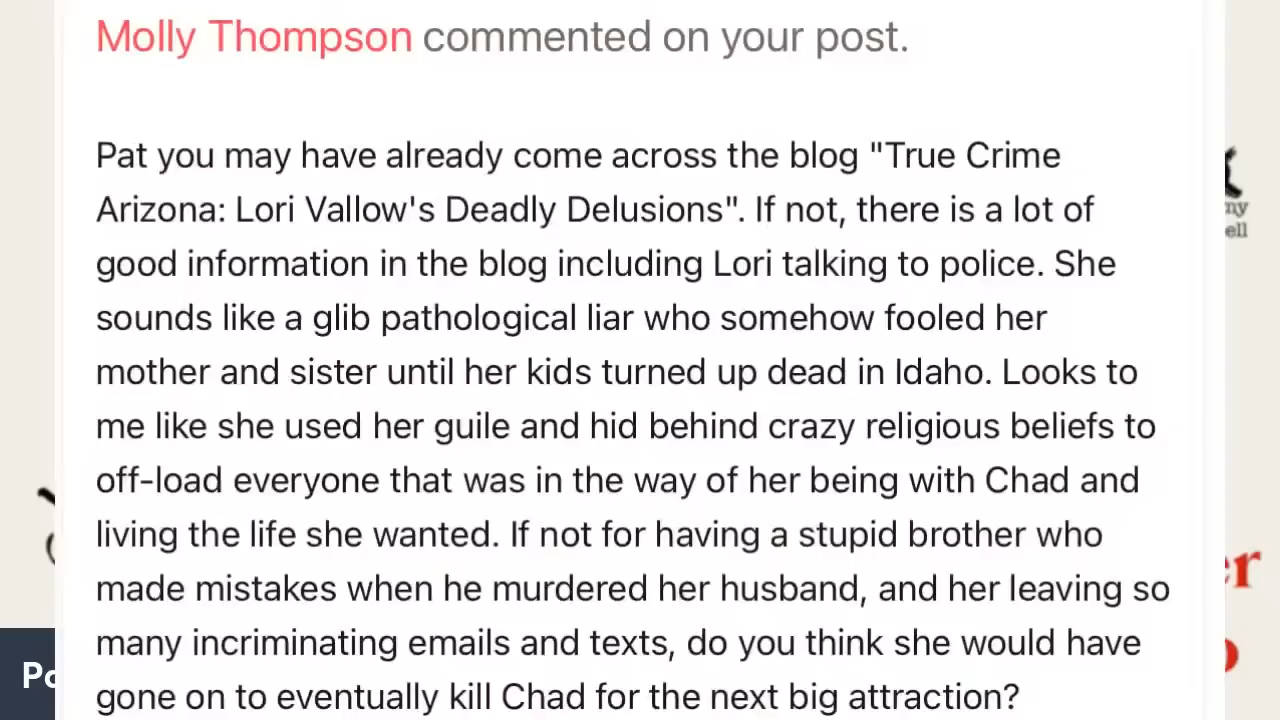 Molly Thompson commented on your post.
Pat you may have already come across the blog "True Crime
Arizona: Lori Vallow's Deadly Delusions". If not, there is a lot of
good information in the blog including Lori talking to police. She
sounds like a glib pathological liar who somehow fooled her
mother and sister until her kids turned up dead in Idaho. Looks to
me like she used her guile and hid behind crazy religious beliefs to
off-load everyone that was in the way of her being with Chad and
living the life she wanted. If not for having a stupid brother who
made mistakes when he murdered her husband, and her leaving so
many incriminating emails and texts, do you think she would have
gone on to eventually kill Chad for the next big attraction?